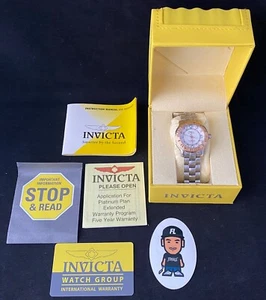 INSTRUCTION MANUAL
INVICTA
INVICTA
IMPORTANT
INFORMATION
STOP
& READ
INVICTA
PLEASE OPEN
Application For
Platinum Plan
Extended
Warranty Program
Five Year Warranty
INVICTA
WATCH GROUP
INTERNATIONAL WARRANTY
FL